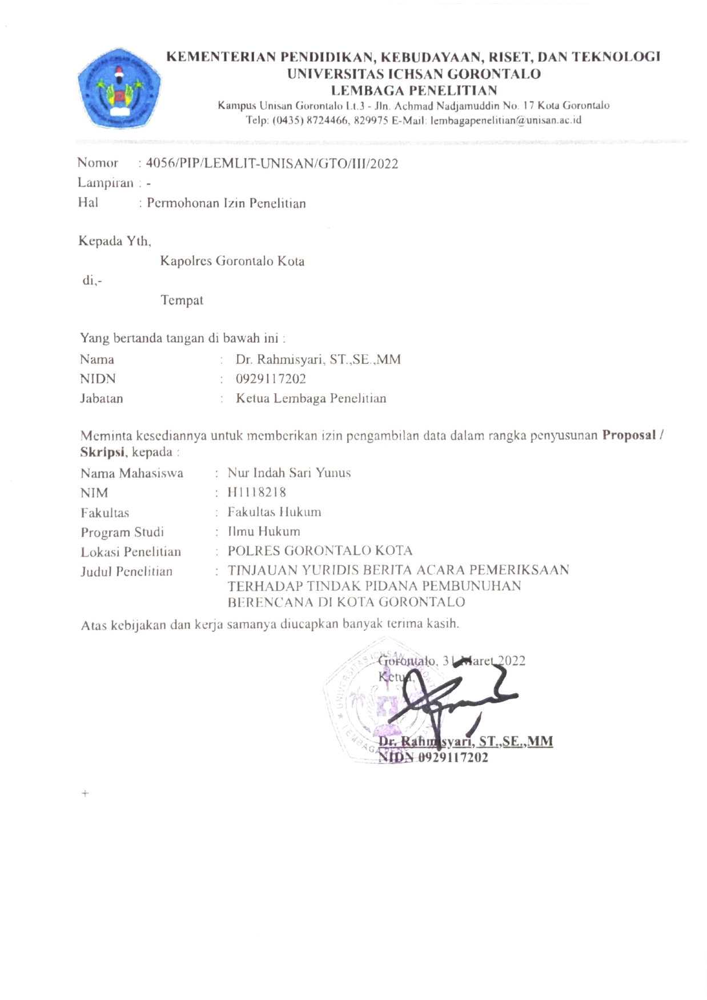 KEMENTERIAN PENDIDIKAN, KEBUDAYAAN, RISET, DAN TEKNOLOGI
UNIVERSITAS ICHSAN GORONTALO
LEMBAGA PENELITIAN
Kampus Unisan Gorontalo Lt.3 - Jln. Achmad Nadjamuddin No. 17 Kota Gorontalo
Telp: (0435) 8724466, 829975 E-Mail: lembagapenelitian@unisan.ac.id
Nomor : 4056/PIP/LEMLIT-UNISAN/GTO/III/2022
Lampiran : -
Hal : Permohonan Izin Penelitian
Kepada Yth,
Kapolres Gorontalo Kota
di,-
Tempat
Yang bertanda tangan di bawah ini :
Nama : Dr. Rahmisyari, ST.,SE.,MM
NIDN : 0929117202
Jabatan : Ketua Lembaga Penelitian
Meminta kesediannya untuk memberikan izin pengambilan data dalam rangka penyusunan Proposal /
Skripsi, kepada :
Nama Mahasiswa : Nur Indah Sari Yunus
NIM : H1118218
Fakultas : Fakultas Hukum
Program Studi : Ilmu Hukum
Lokasi Penelitian : POLRES GORONTALO KOTA
Judul Penelitian : TINJAUAN YURIDIS BERITA ACARA PEMERIKSAAN
TERHADAP TINDAK PIDANA PEMBUNUHAN
BERENCANA DI KOTA GORONTALO
Atas kebijakan dan kerja samanya diucapkan banyak terima kasih.
Gorontalo, 31 Maret 2022
Ketua,
Dr. Rahmisyari, ST.,SE.,MM
NIDN 0929117202
+